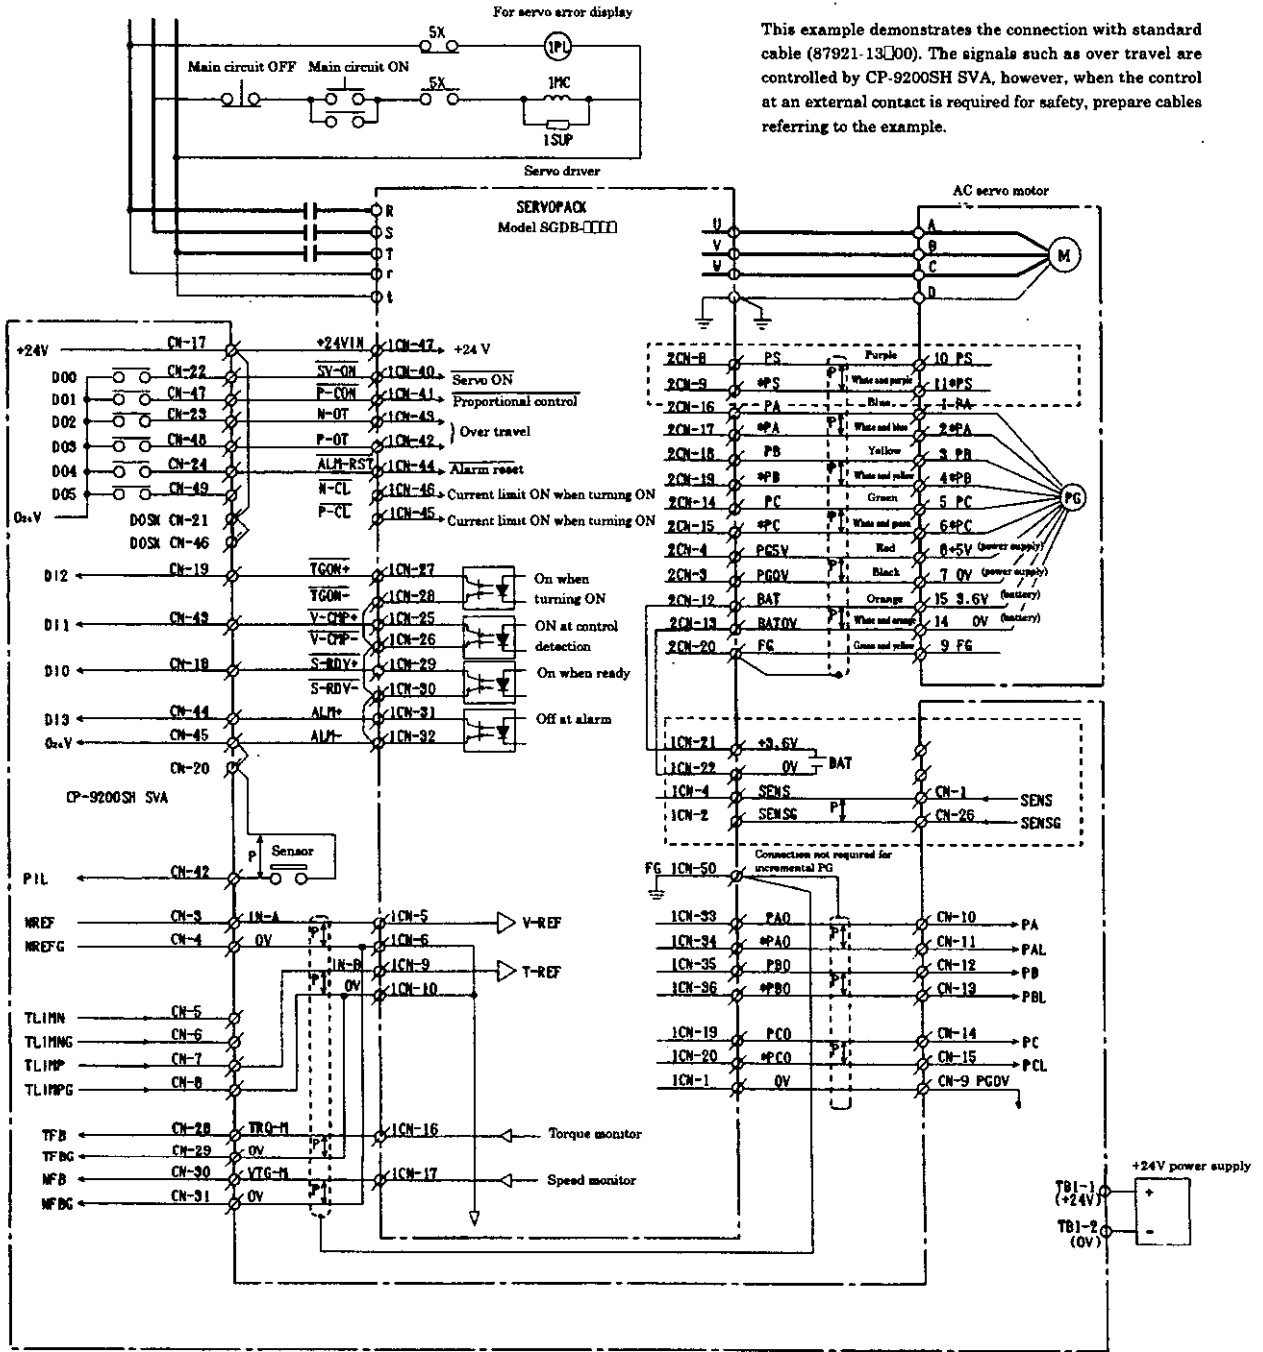 For servo error display
This example demonstrates the connection with standard
cable (87921-13□00). The signals such as over travel are
controlled by CP-9200SH SVA, however, when the control
at an external contact is required for safety, prepare cables
referring to the example.
5X
1PL
Main circuit OFF
Main circuit ON
5X
1MC
1SUP
Servo driver
SERVOPACK
Model SGDB-□□□□
AC servo motor
R
S
T
r
t
U
V
W
A
B
C
D
M
+24V CN-17 +24VIN 1CN-47 +24 V
DO0 CN-22 SV-ON 1CN-40 Servo ON
DO1 CN-47 P-CON 1CN-41 Proportional control
DO2 CN-23 N-OT 1CN-43
Over travel
DO3 CN-48 P-OT 1CN-42
DO4 CN-24 ALM-RST 1CN-44 Alarm reset
DO5 CN-49 N-CL 1CN-46 Current limit ON when turning ON
P-CL 1CN-45 Current limit ON when turning ON
O₂₄V
DOSK CN-21
DOSK CN-46
DI2 CN-19 TGON+ 1CN-27 On when
TGON- 1CN-28 turning ON
DI1 CN-43 V-CMP+ 1CN-25 ON at control
V-CMP- 1CN-26 detection
DI0 CN-18 S-RDY+ 1CN-29 On when ready
S-RDY- 1CN-30
DI3 CN-44 ALM+ 1CN-31 Off at alarm
O₂₄V CN-45 ALM- 1CN-32
CN-20
CP-9200SH SVA
P Sensor
PIL CN-42
NREF CN-3 IN-A 1CN-5 V-REF
NREFG CN-4 0V 1CN-6
IN-B 1CN-9 T-REF
0V 1CN-10
P
P
TLIMN CN-5
TLIMNG CN-6
TLIMP CN-7
TLIMPG CN-8
TFB CN-28 TRQ-M 1CN-16 Torque monitor
TFBG CN-29 0V
NFB CN-30 VTG-M 1CN-17 Speed monitor
NFBG CN-31 0V
P
P
2CN-8 PS Purple 10 PS
2CN-9 *PS White and purple 11*PS
2CN-16 PA Blue 1 PA
2CN-17 *PA White and blue 2*PA
2CN-18 PB Yellow 3 PB
2CN-19 *PB White and yellow 4*PB
2CN-14 PC Green 5 PC
2CN-15 *PC White and green 6*PC
2CN-4 PG5V Red 8+5V (power supply)
2CN-3 PG0V Black 7 0V (power supply)
2CN-12 BAT Orange 15 3.6V (battery)
2CN-13 BAT0V White and orange 14 0V (battery)
2CN-20 FG Green and yellow 9 FG
P
P
P
P
P
P
PG
1CN-21 +3.6V
BAT
1CN-22 0V
1CN-4 SENS CN-1 SENS
P
1CN-2 SENSG CN-26 SENSG
Connection not required for
incremental PG
FG 1CN-50
1CN-33 PAO CN-10 PA
1CN-34 *PAO CN-11 PAL
1CN-35 PBO CN-12 PB
1CN-36 *PBO CN-13 PBL
1CN-19 PCO CN-14 PC
1CN-20 *PCO CN-15 PCL
1CN-1 0V CN-9 PG0V
P
P
P
+24V power supply
TB1-1
(+24V)
+
TB1-2
(0V)
-